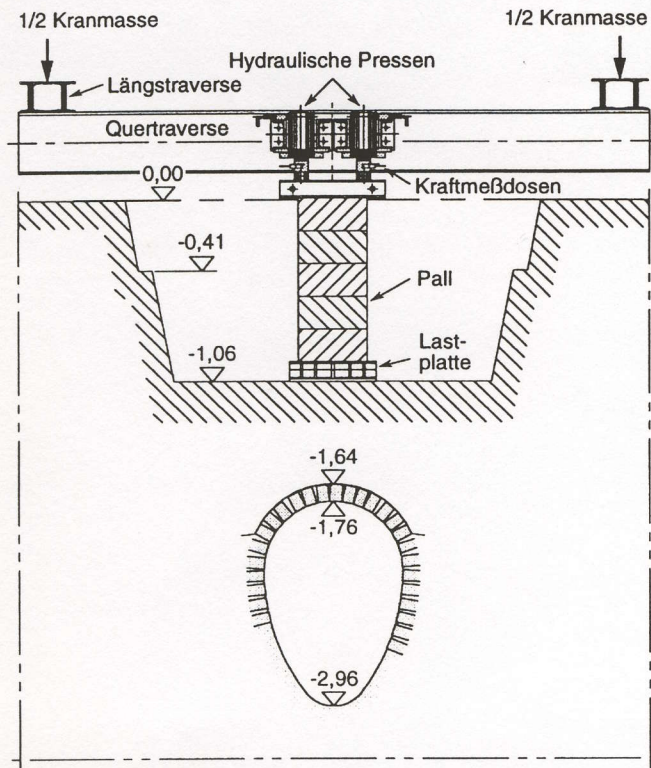 1/2 Kranmasse
1/2 Kranmasse
Hydraulische Pressen
Längstraverse
Quertraverse
0,00
Kraftmeßdosen
-0,41
Pall
Last-
platte
-1,06
-1,64
-1,76
-2,96